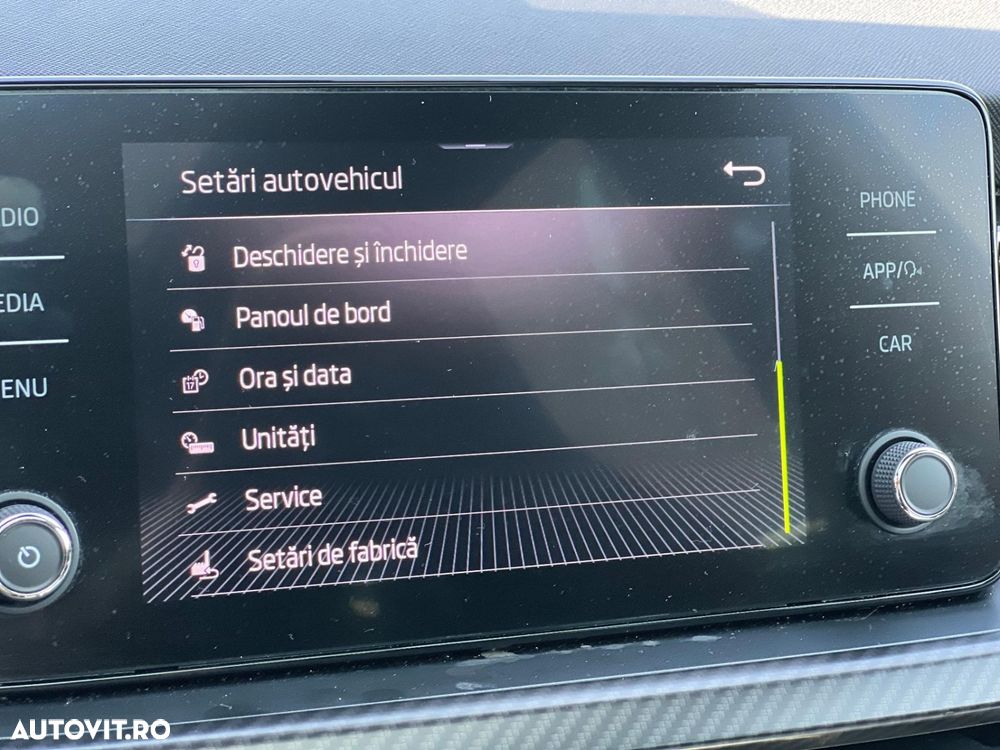 Setări autovehicul
Deschidere și închidere
Panoul de bord
Ora și data
17
Unități
Service
Setări de fabrică
DIO
EDIA
ENU
PHONE
APP/
CAR
AUTOVIT.RO